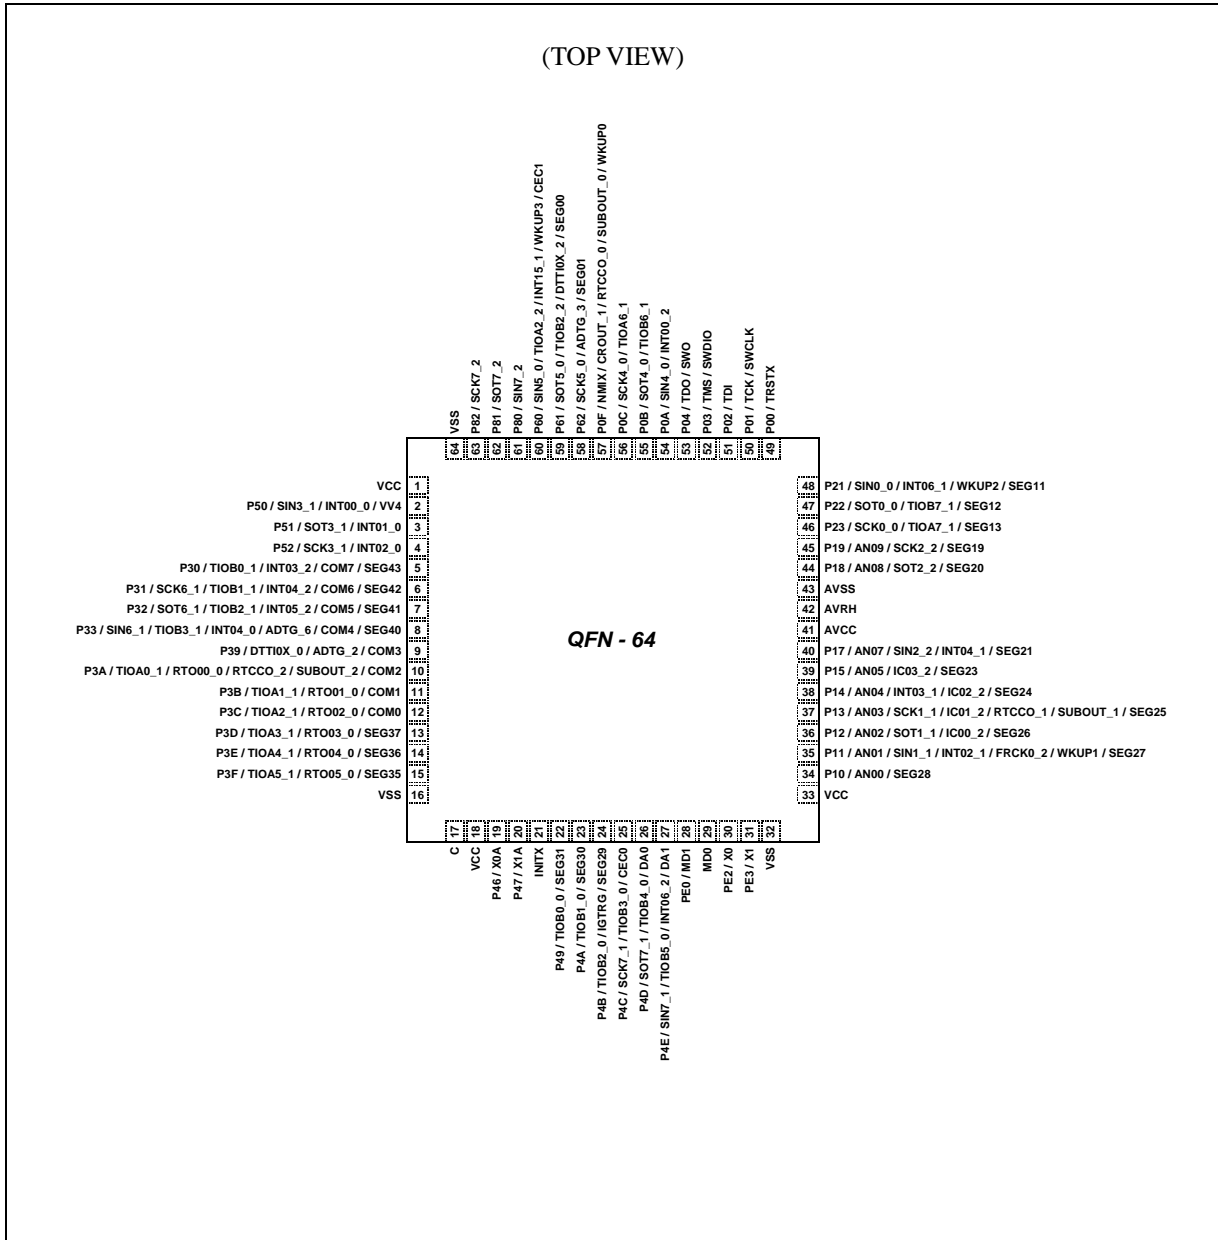 (TOP VIEW)
64 VSS
63 P82 / SCK7_2
62 P81 / SOT7_2
61 P80 / SIN7_2
60 P60 / SIN5_0 / TIOA2_2 / INT15_1 / WKUP3 / CEC1
59 P61 / SOT5_0 / TIOB2_2 / DTTI0X_2 / SEG00
58 P62 / SCK5_0 / ADTG_3 / SEG01
57 P0F / NMIX / CROUT_1 / RTCCO_0 / SUBOUT_0 / WKUP0
56 P0C / SCK4_0 / TIOA6_1
55 P0B / SOT4_0 / TIOB6_1
54 P0A / SIN4_0 / INT00_2
53 P04 / TDO / SWO
52 P03 / TMS / SWDIO
51 P02 / TDI
50 P01 / TCK / SWCLK
49 P00 / TRSTX
VCC 1
P50 / SIN3_1 / INT00_0 / VV4 2
P51 / SOT3_1 / INT01_0 3
P52 / SCK3_1 / INT02_0 4
P30 / TIOB0_1 / INT03_2 / COM7 / SEG43 5
P31 / SCK6_1 / TIOB1_1 / INT04_2 / COM6 / SEG42 6
P32 / SOT6_1 / TIOB2_1 / INT05_2 / COM5 / SEG41 7
P33 / SIN6_1 / TIOB3_1 / INT04_0 / ADTG_6 / COM4 / SEG40 8
P39 / DTTI0X_0 / ADTG_2 / COM3 9
P3A / TIOA0_1 / RTO00_0 / RTCCO_2 / SUBOUT_2 / COM2 10
P3B / TIOA1_1 / RTO01_0 / COM1 11
P3C / TIOA2_1 / RTO02_0 / COM0 12
P3D / TIOA3_1 / RTO03_0 / SEG37 13
P3E / TIOA4_1 / RTO04_0 / SEG36 14
P3F / TIOA5_1 / RTO05_0 / SEG35 15
VSS 16
QFN - 64
48 P21 / SIN0_0 / INT06_1 / WKUP2 / SEG11
47 P22 / SOT0_0 / TIOB7_1 / SEG12
46 P23 / SCK0_0 / TIOA7_1 / SEG13
45 P19 / AN09 / SCK2_2 / SEG19
44 P18 / AN08 / SOT2_2 / SEG20
43 AVSS
42 AVRH
41 AVCC
40 P17 / AN07 / SIN2_2 / INT04_1 / SEG21
39 P15 / AN05 / IC03_2 / SEG23
38 P14 / AN04 / INT03_1 / IC02_2 / SEG24
37 P13 / AN03 / SCK1_1 / IC01_2 / RTCCO_1 / SUBOUT_1 / SEG25
36 P12 / AN02 / SOT1_1 / IC00_2 / SEG26
35 P11 / AN01 / SIN1_1 / INT02_1 / FRCK0_2 / WKUP1 / SEG27
34 P10 / AN00 / SEG28
33 VCC
C 17
VCC 18
P46 / X0A 19
P47 / X1A 20
INITX 21
P49 / TIOB0_0 / SEG31 22
P4A / TIOB1_0 / SEG30 23
P4B / TIOB2_0 / IGTRG / SEG29 24
P4C / SCK7_1 / TIOB3_0 / CEC0 25
P4D / SOT7_1 / TIOB4_0 / DA0 26
P4E / SIN7_1 / TIOB5_0 / INT06_2 / DA1 27
PE0 / MD1 28
MD0 29
PE2 / X0 30
PE3 / X1 31
VSS 32